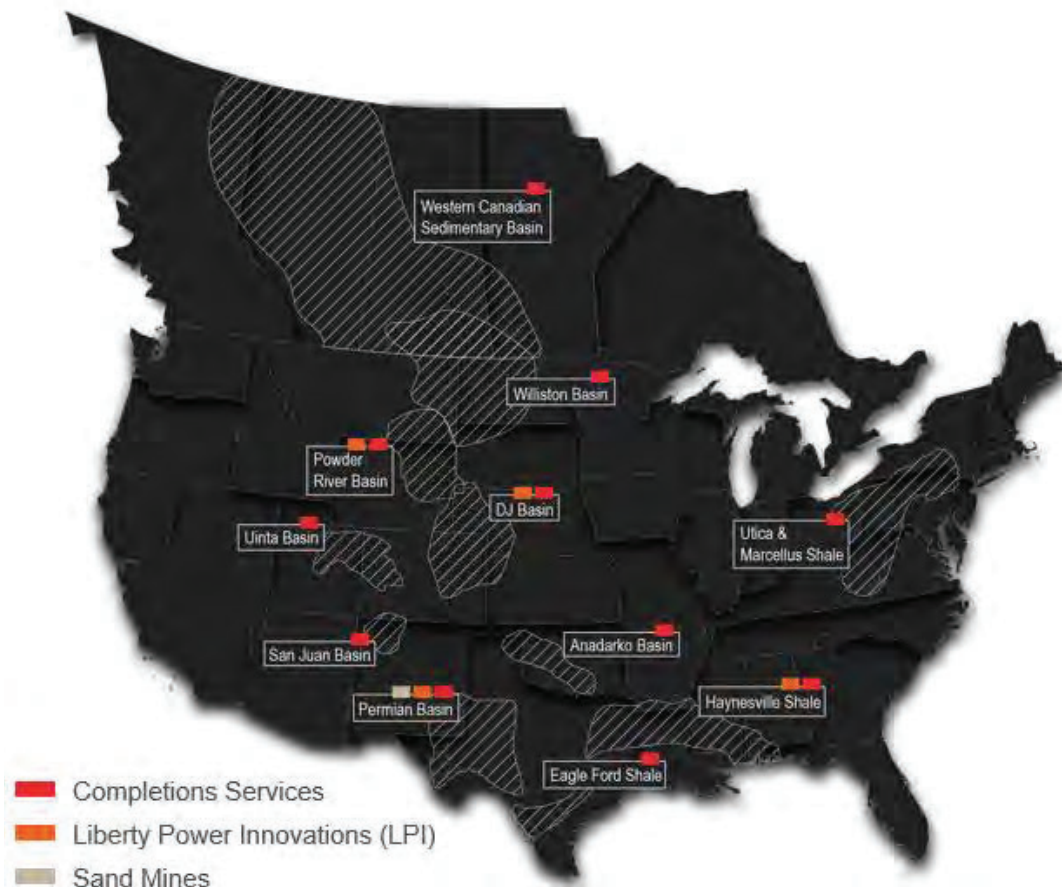 Western Canadian
Sedimentary Basin
Williston Basin
Powder
River Basin
DJ Basin
Uinta Basin
Utica &
Marcellus Shale
San Juan Basin
Anadarko Basin
Permian Basin
Haynesville Shale
Eagle Ford Shale
Completions Services
Liberty Power Innovations (LPI)
Sand Mines